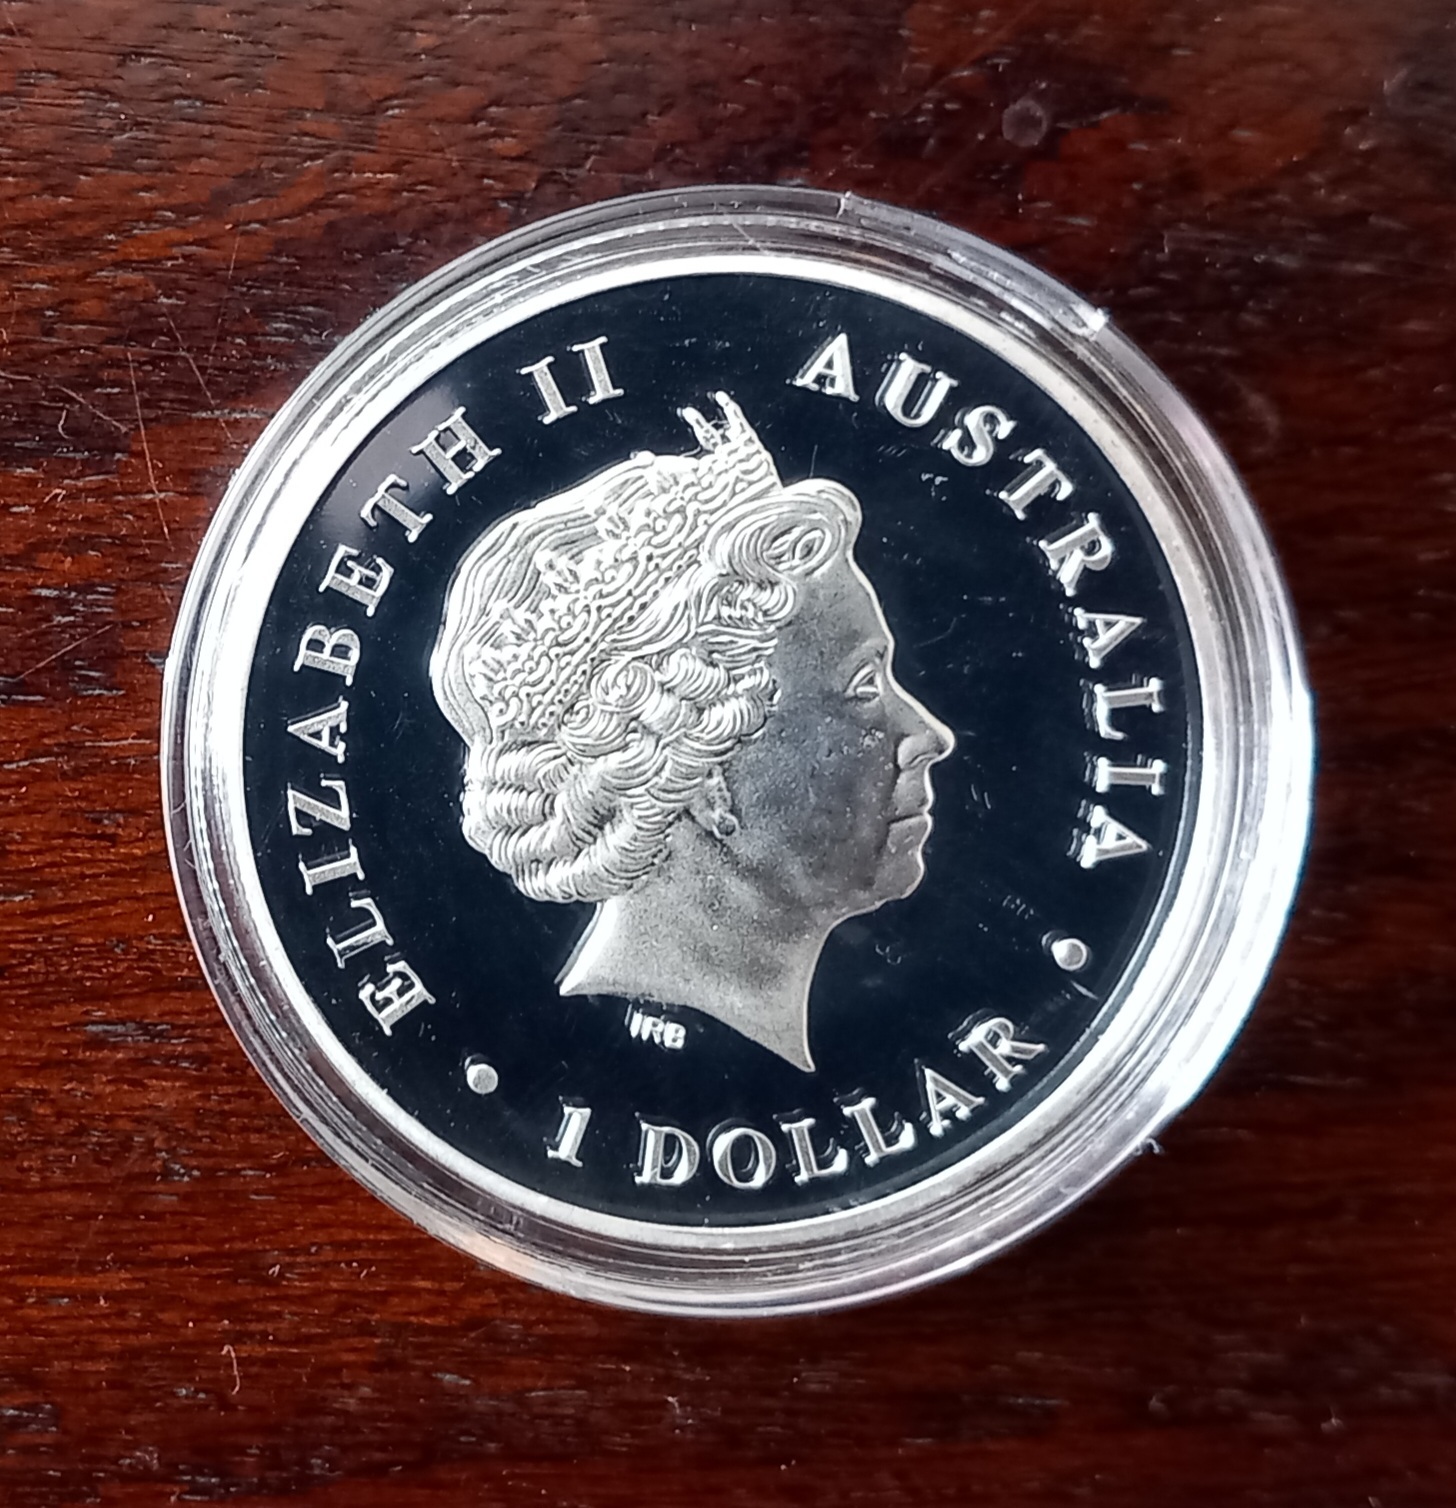 ELIZABETH II
AUSTRALIA
IRB
1 DOLLAR